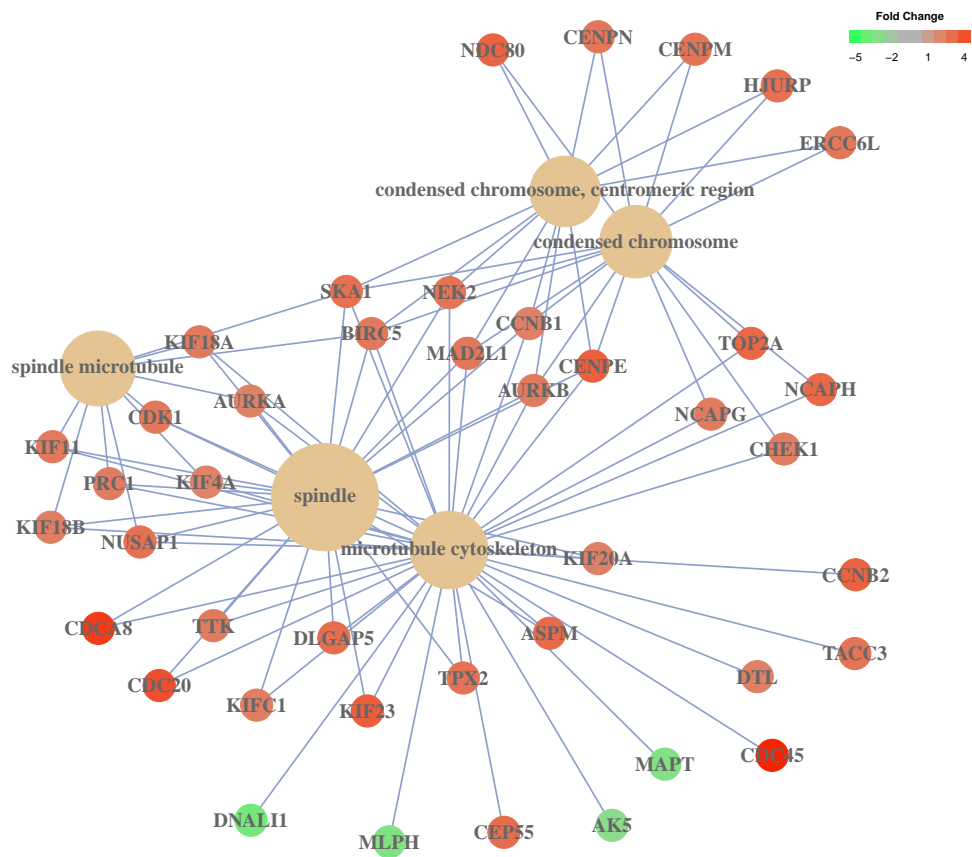 Fold Change
−5 −2 1 4
NDC80
CENPN
CENPM
HJURP
ERCC6L
condensed chromosome, centromeric region
condensed chromosome
SKA1
NEK2
CCNB1
BIRC5
KIF18A
MAD2L1
TOP2A
spindle microtubule
CENPE
AURKB
NCAPH
AURKA
CDK1
NCAPG
KIF11
CHEK1
PRC1
KIF4A
spindle
KIF18B
NUSAP1
microtubule cytoskeleton
KIF20A
CCNB2
CDCA8
TTK
DLGAP5
ASPM
TACC3
CDC20
TPX2
DTL
KIFC1
KIF23
CDC45
MAPT
DNALI1
MLPH
CEP55
AK5